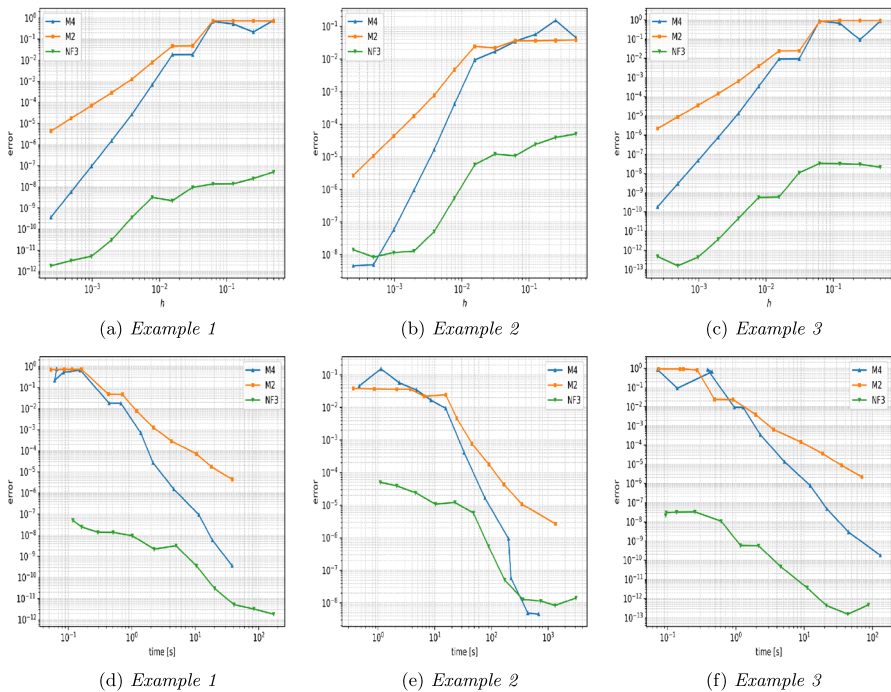 M4
M2
NF3
10⁰
10⁻¹
10⁻²
10⁻³
10⁻⁴
10⁻⁵
10⁻⁶
10⁻⁷
10⁻⁸
10⁻⁹
10⁻¹⁰
10⁻¹¹
10⁻¹²
error
10⁻³
10⁻²
10⁻¹
h
(a) Example 1
M4
M2
NF3
10⁻¹
10⁻²
10⁻³
10⁻⁴
10⁻⁵
10⁻⁶
10⁻⁷
10⁻⁸
error
10⁻³
10⁻²
10⁻¹
h
(b) Example 2
M4
M2
NF3
10⁰
10⁻¹
10⁻²
10⁻³
10⁻⁴
10⁻⁵
10⁻⁶
10⁻⁷
10⁻⁸
10⁻⁹
10⁻¹⁰
10⁻¹¹
10⁻¹²
10⁻¹³
error
10⁻³
10⁻²
10⁻¹
h
(c) Example 3
M4
M2
NF3
10⁰
10⁻¹
10⁻²
10⁻³
10⁻⁴
10⁻⁵
10⁻⁶
10⁻⁷
10⁻⁸
10⁻⁹
10⁻¹⁰
10⁻¹¹
10⁻¹²
error
10⁻¹
10⁰
10¹
10²
time [s]
(d) Example 1
M4
M2
NF3
10⁻¹
10⁻²
10⁻³
10⁻⁴
10⁻⁵
10⁻⁶
10⁻⁷
10⁻⁸
error
10⁰
10¹
10²
10³
time [s]
(e) Example 2
M4
M2
NF3
10⁰
10⁻¹
10⁻²
10⁻³
10⁻⁴
10⁻⁵
10⁻⁶
10⁻⁷
10⁻⁸
10⁻⁹
10⁻¹⁰
10⁻¹¹
10⁻¹²
10⁻¹³
error
10⁻¹
10⁰
10¹
10²
time [s]
(f) Example 3